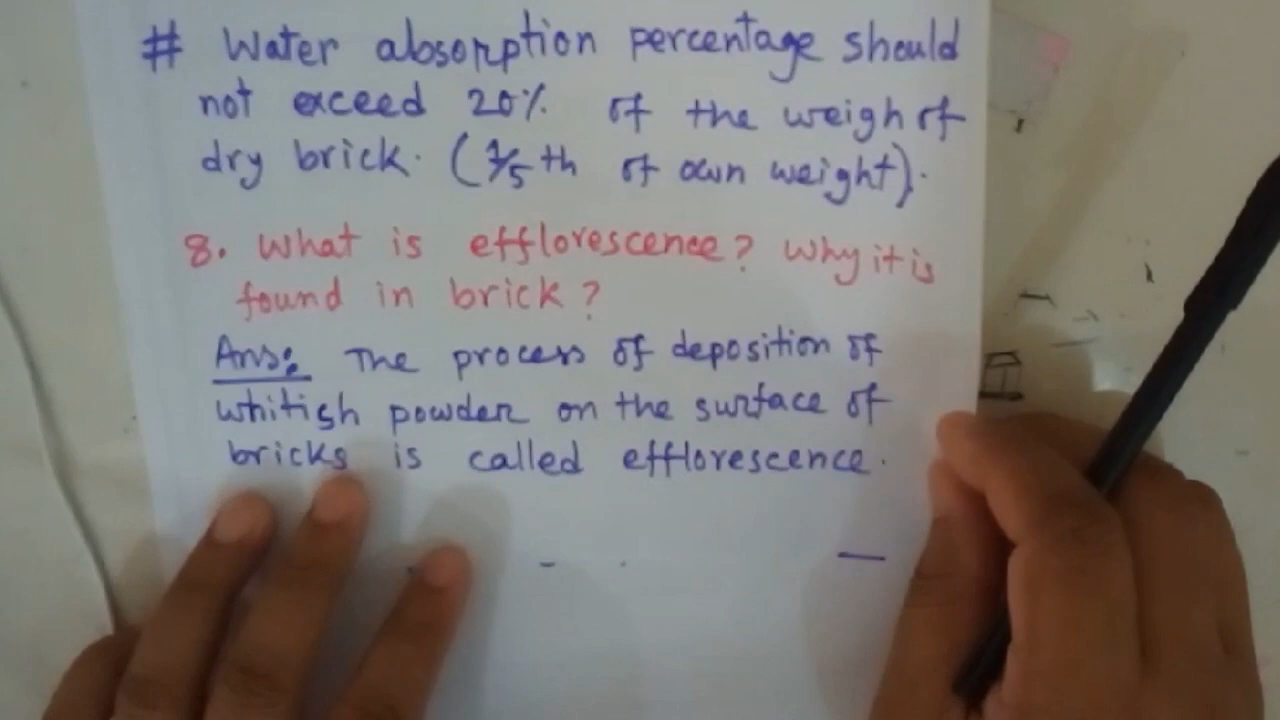 # Water absorption percentage should
not exceed 20% of the weigh of
dry brick. (1/5th of own weight).
8. What is efflorescence? Why it is
found in brick?
Ans: The process of deposition of
whitish powder on the surface of
bricks is called efflorescence.